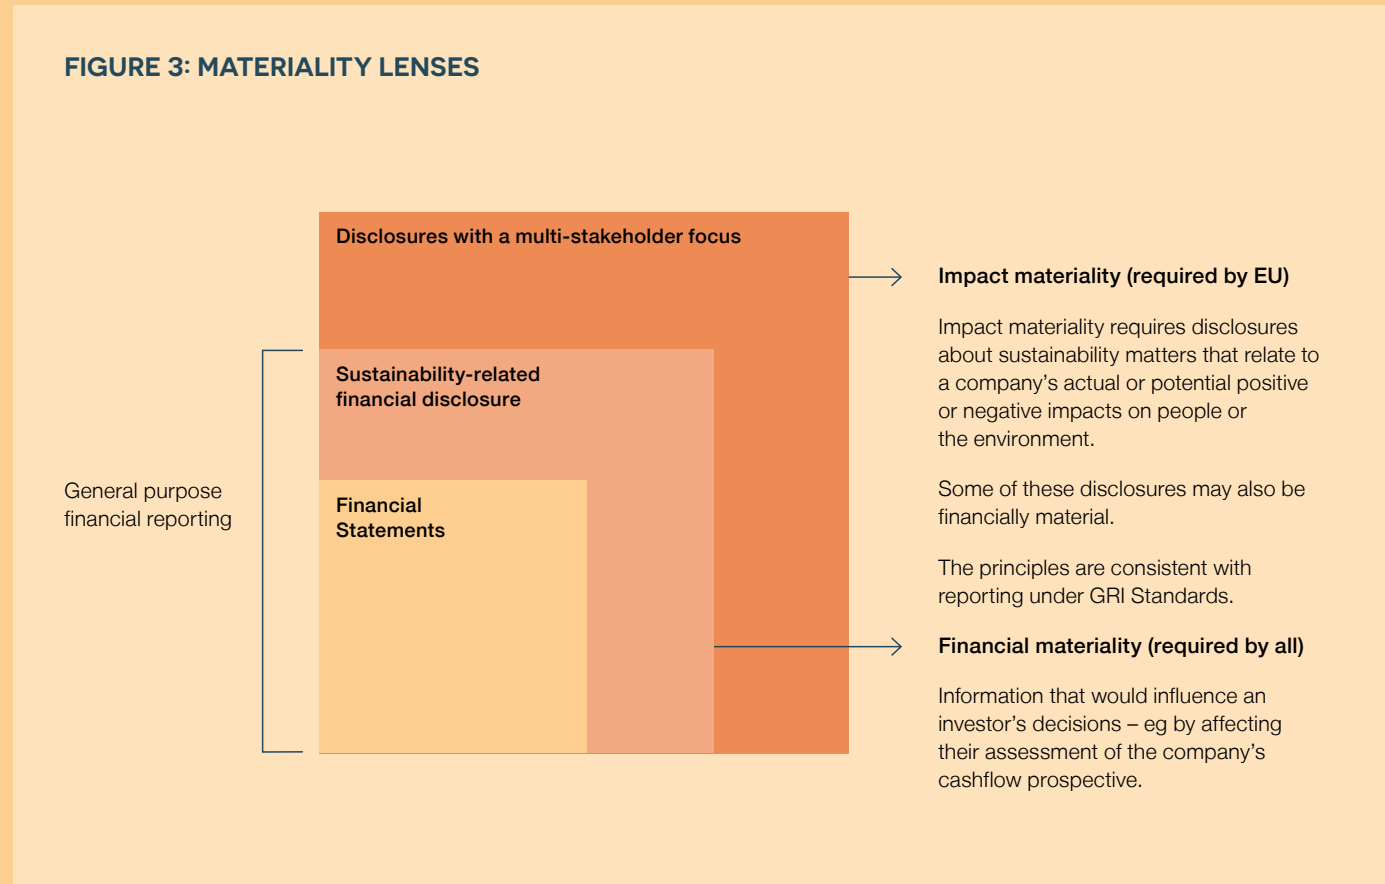 FIGURE 3: MATERIALITY LENSES
Disclosures with a multi-stakeholder focus
Sustainability-related
financial disclosure
Financial
Statements
General purpose
financial reporting
Impact materiality (required by EU)
Impact materiality requires disclosures
about sustainability matters that relate to
a company’s actual or potential positive
or negative impacts on people or
the environment.
Some of these disclosures may also be
financially material.
The principles are consistent with
reporting under GRI Standards.
Financial materiality (required by all)
Information that would influence an
investor’s decisions – eg by affecting
their assessment of the company’s
cashflow prospective.